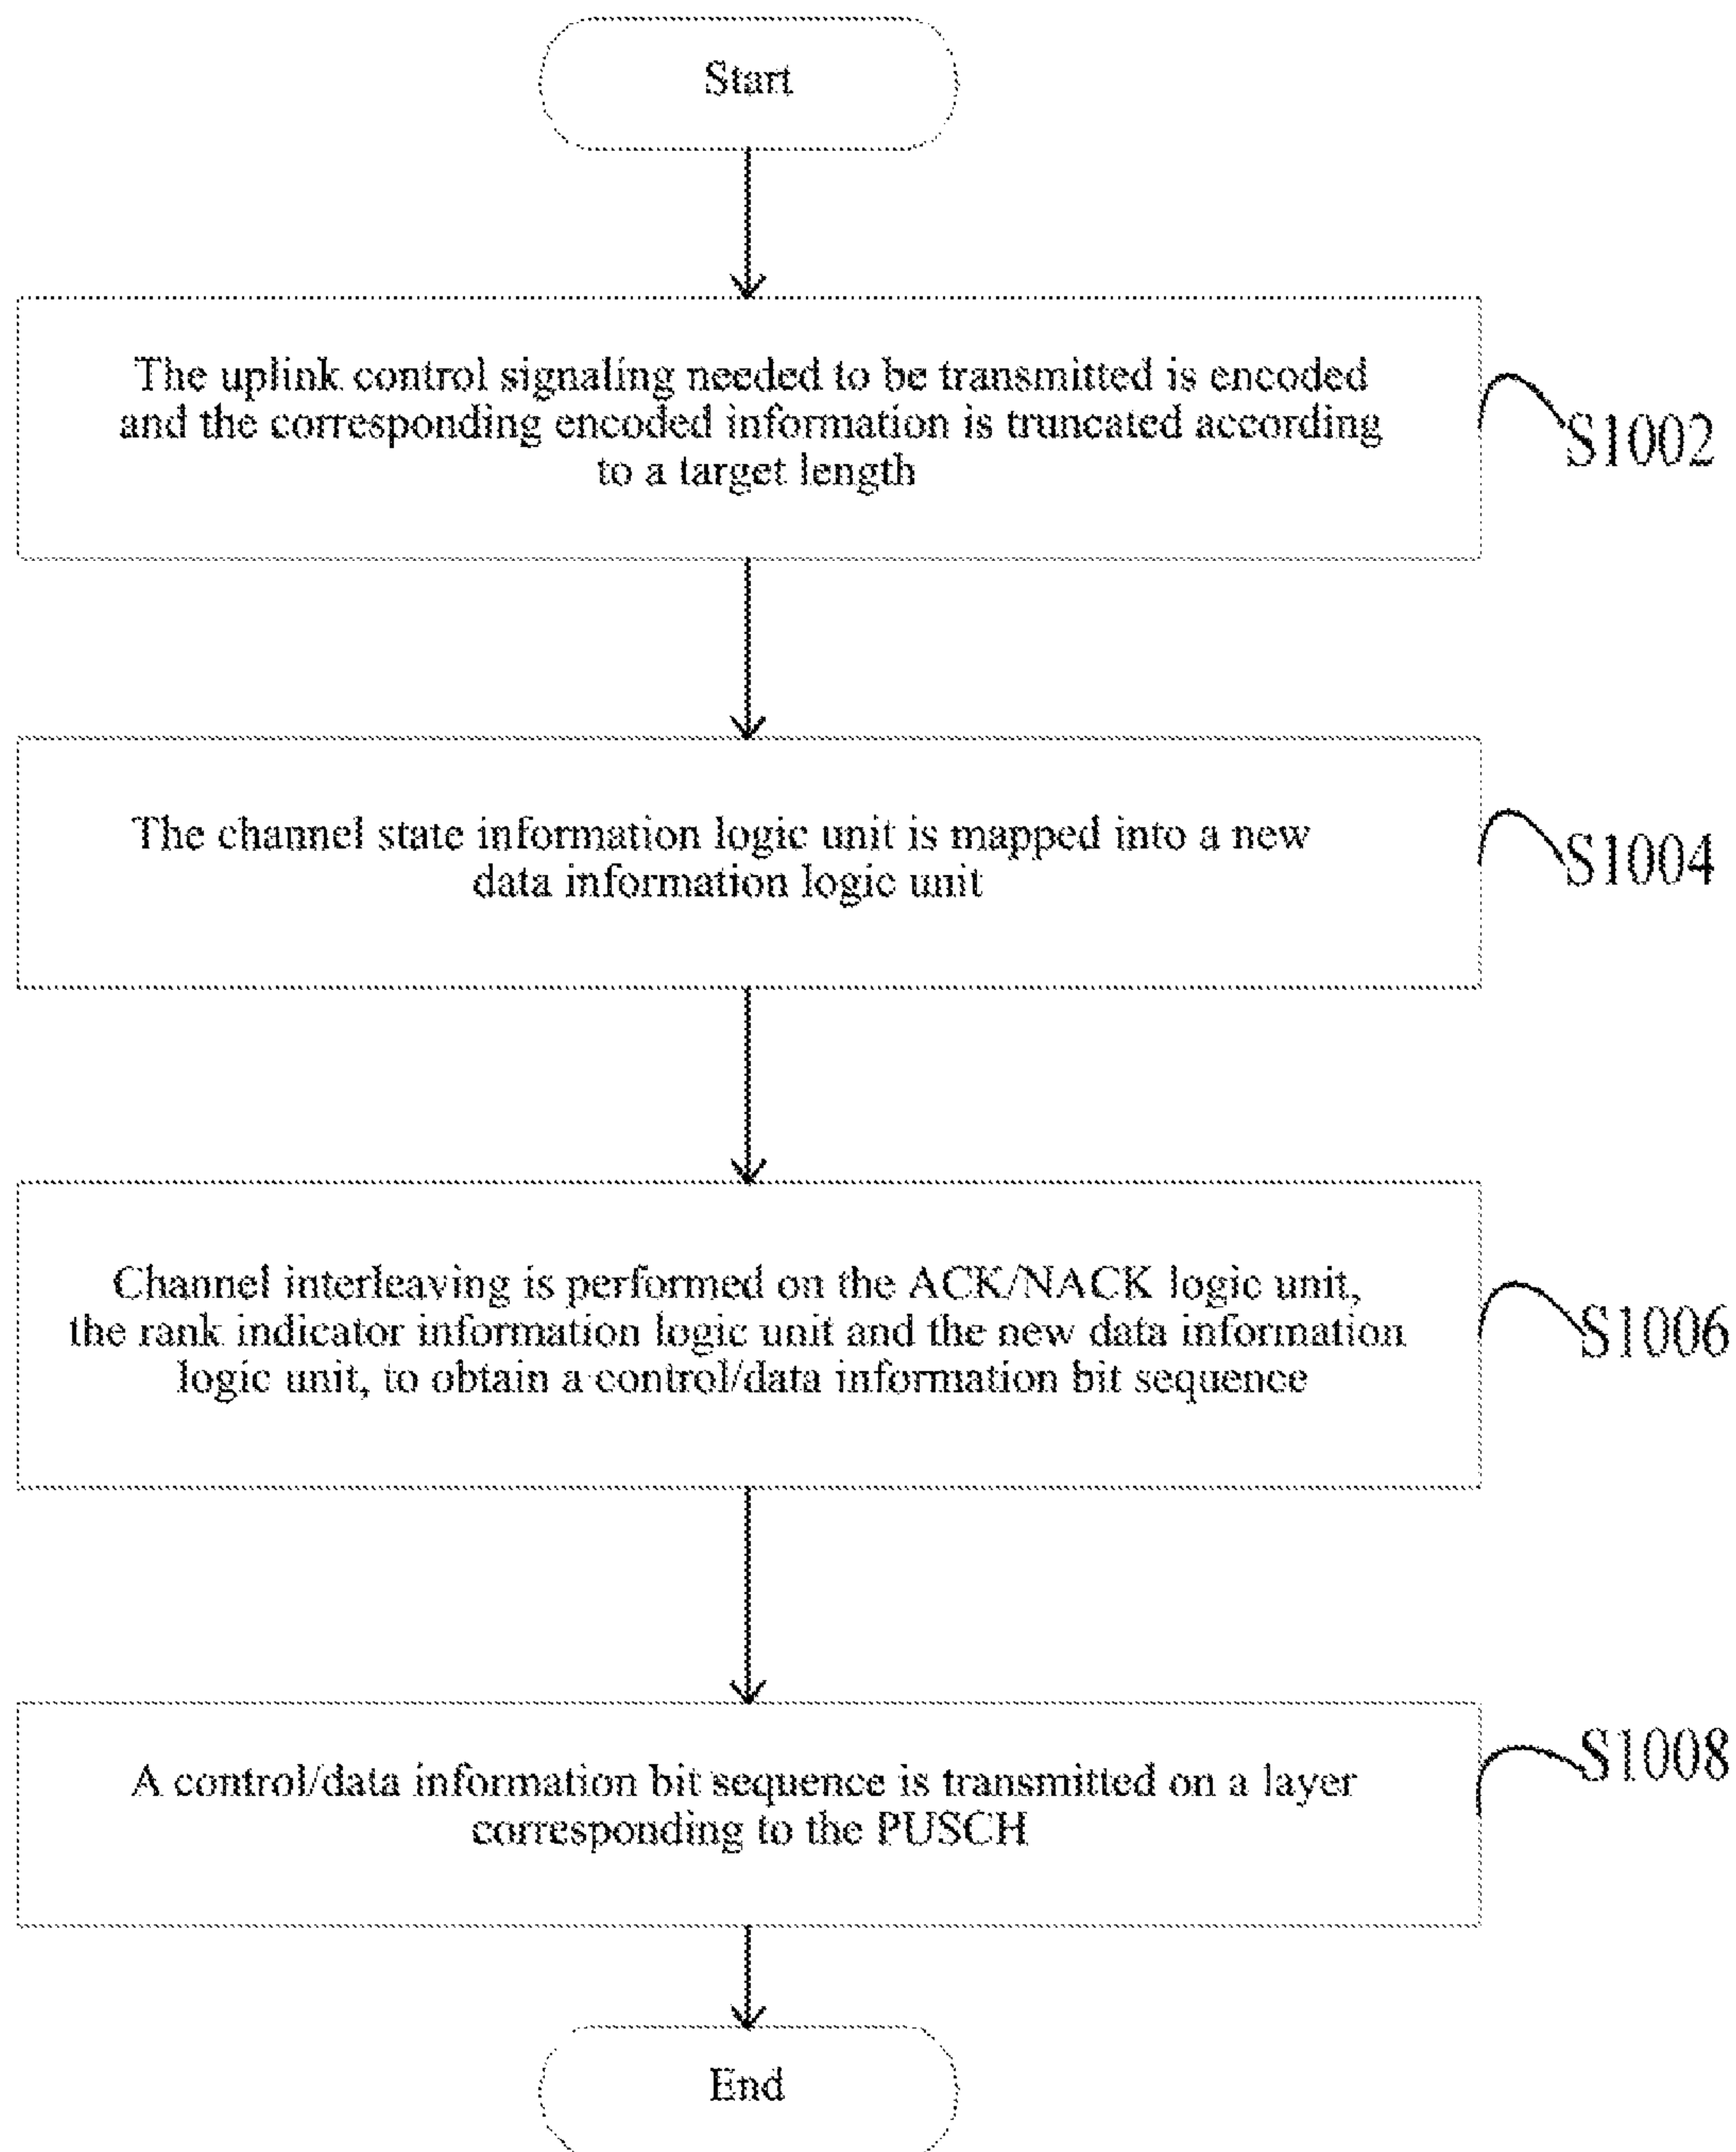 Start
The uplink control signaling needed to be transmitted is encoded
and the corresponding encoded information is truncated according
to a target length
S1002
The channel state information logic unit is mapped into a new
data information logic unit
S1004
Channel interleaving is performed on the ACK/NACK logic unit,
the rank indicator information logic unit and the new data information
logic unit, to obtain a control/data information bit sequence
S1006
A control/data information bit sequence is transmitted on a layer
corresponding to the PUSCH
S1008
End